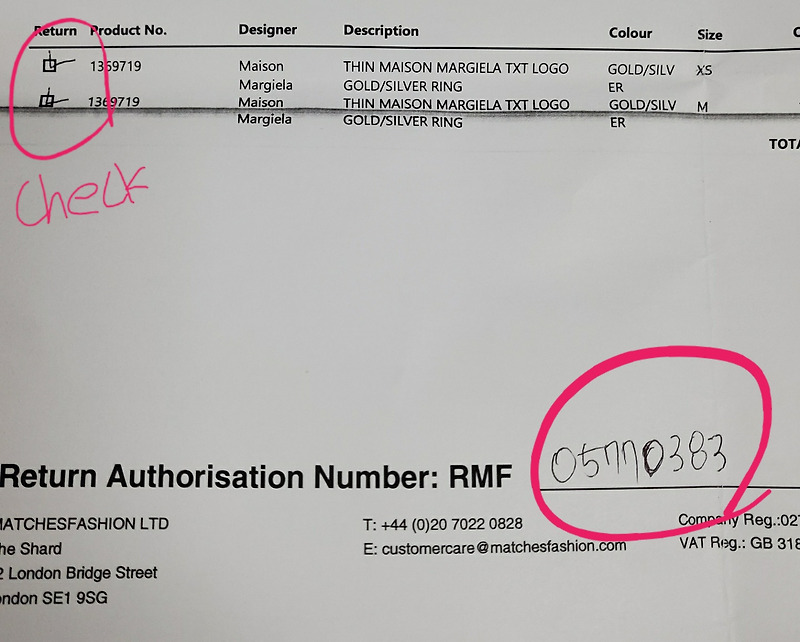 Return Product No. Designer Description Colour Size
1369719 Maison THIN MAISON MARGIELA TXT LOGO GOLD/SILV XS
Margiela GOLD/SILVER RING ER
1369719 Maison THIN MAISON MARGIELA TXT LOGO GOLD/SILV M
Margiela GOLD/SILVER RING ER
TOTA
check
Return Authorisation Number: RMF 05770383
MATCHESFASHION LTD T: +44 (0)20 7022 0828 Company Reg.:027
he Shard E: customercare@matchesfashion.com VAT Reg.: GB 318
2 London Bridge Street
ondon SE1 9SG